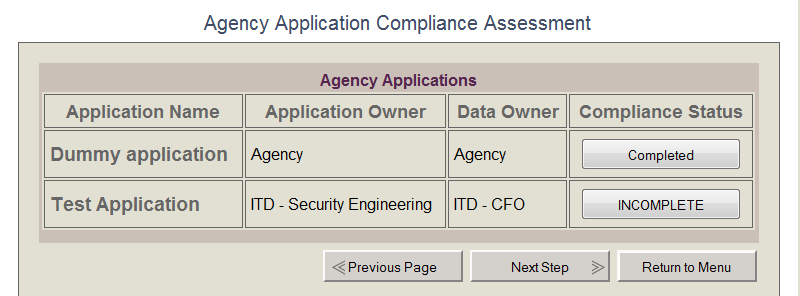 Agency Application Compliance Assessment
Agency Applications
Application Name Application Owner Data Owner Compliance Status
Dummy application Agency Agency Completed
Test Application ITD - Security Engineering ITD - CFO INCOMPLETE
Previous Page Next Step Return to Menu